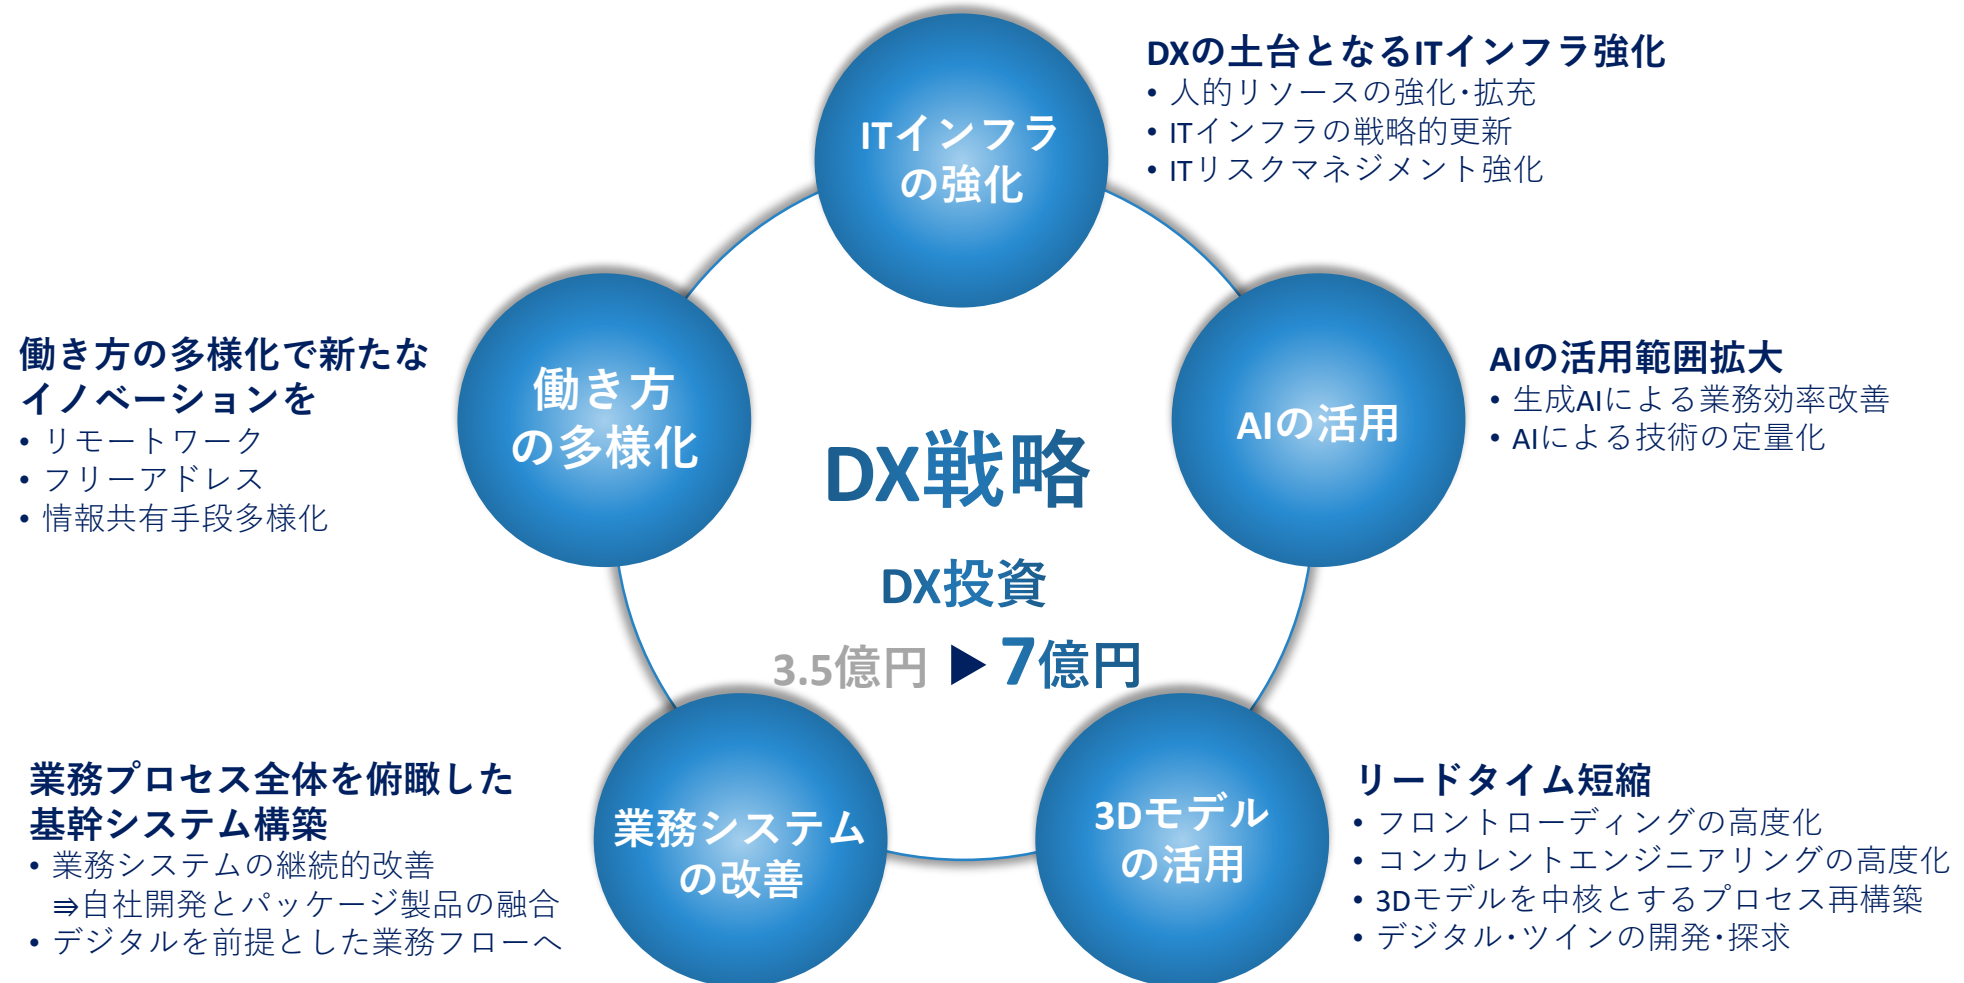 ITインフラ
の強化
DXの土台となるITインフラ強化
• 人的リソースの強化･拡充
• ITインフラの戦略的更新
• ITリスクマネジメント強化
AIの活用
AIの活用範囲拡大
• 生成AIによる業務効率改善
• AIによる技術の定量化
3Dモデル
の活用
リードタイム短縮
• フロントローディングの高度化
• コンカレントエンジニアリングの高度化
• 3Dモデルを中核とするプロセス再構築
• デジタル･ツインの開発･探求
業務システム
の改善
業務プロセス全体を俯瞰した
基幹システム構築
• 業務システムの継続的改善
⇛自社開発とパッケージ製品の融合
• デジタルを前提とした業務フローへ
働き方
の多様化
働き方の多様化で新たな
イノベーションを
• リモートワーク
• フリーアドレス
• 情報共有手段多様化
DX戦略
DX投資
3.5億円 ▶ 7億円